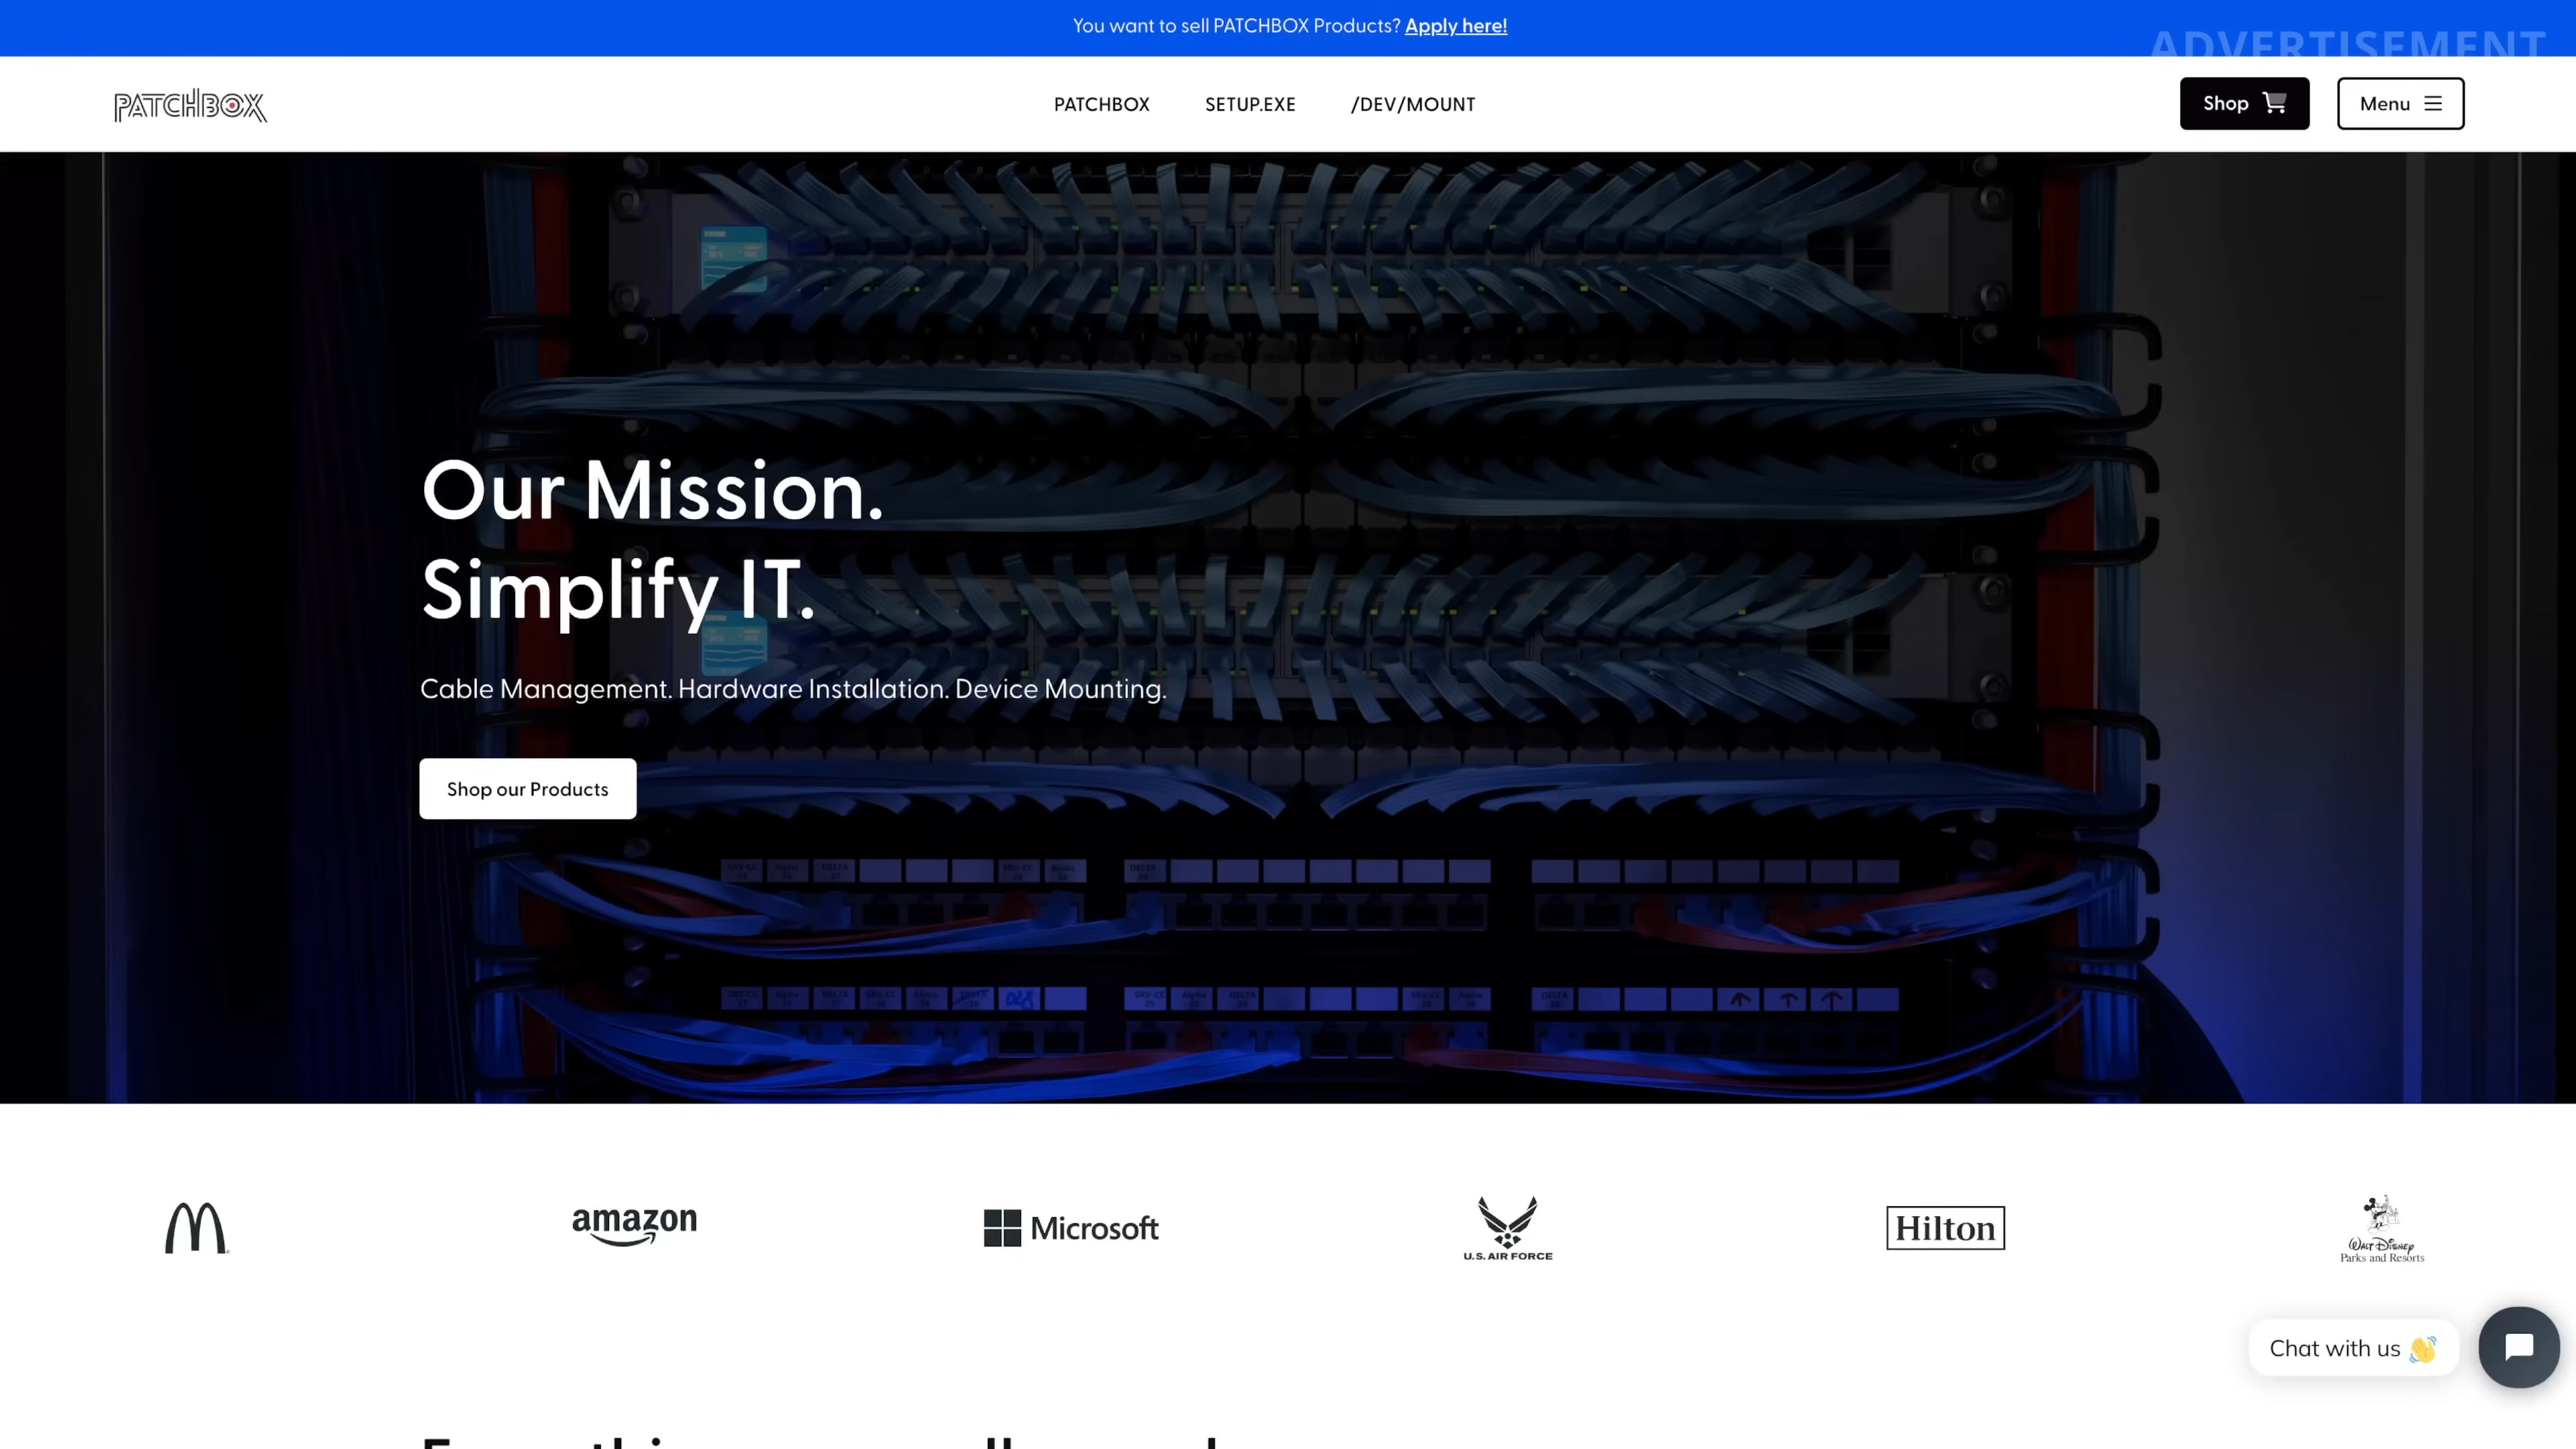 You want to sell PATCHBOX Products? Apply here!
ADVERTISEMENT
PATCHBOX
PATCHBOX
SETUP.EXE
/DEV/MOUNT
Shop
Menu
Our Mission.
Simplify IT.
Cable Management. Hardware Installation. Device Mounting.
Shop our Products
amazon
Microsoft
U.S. AIR FORCE
Hilton
Walt Disney
Parks and Resorts
Chat with us 👋